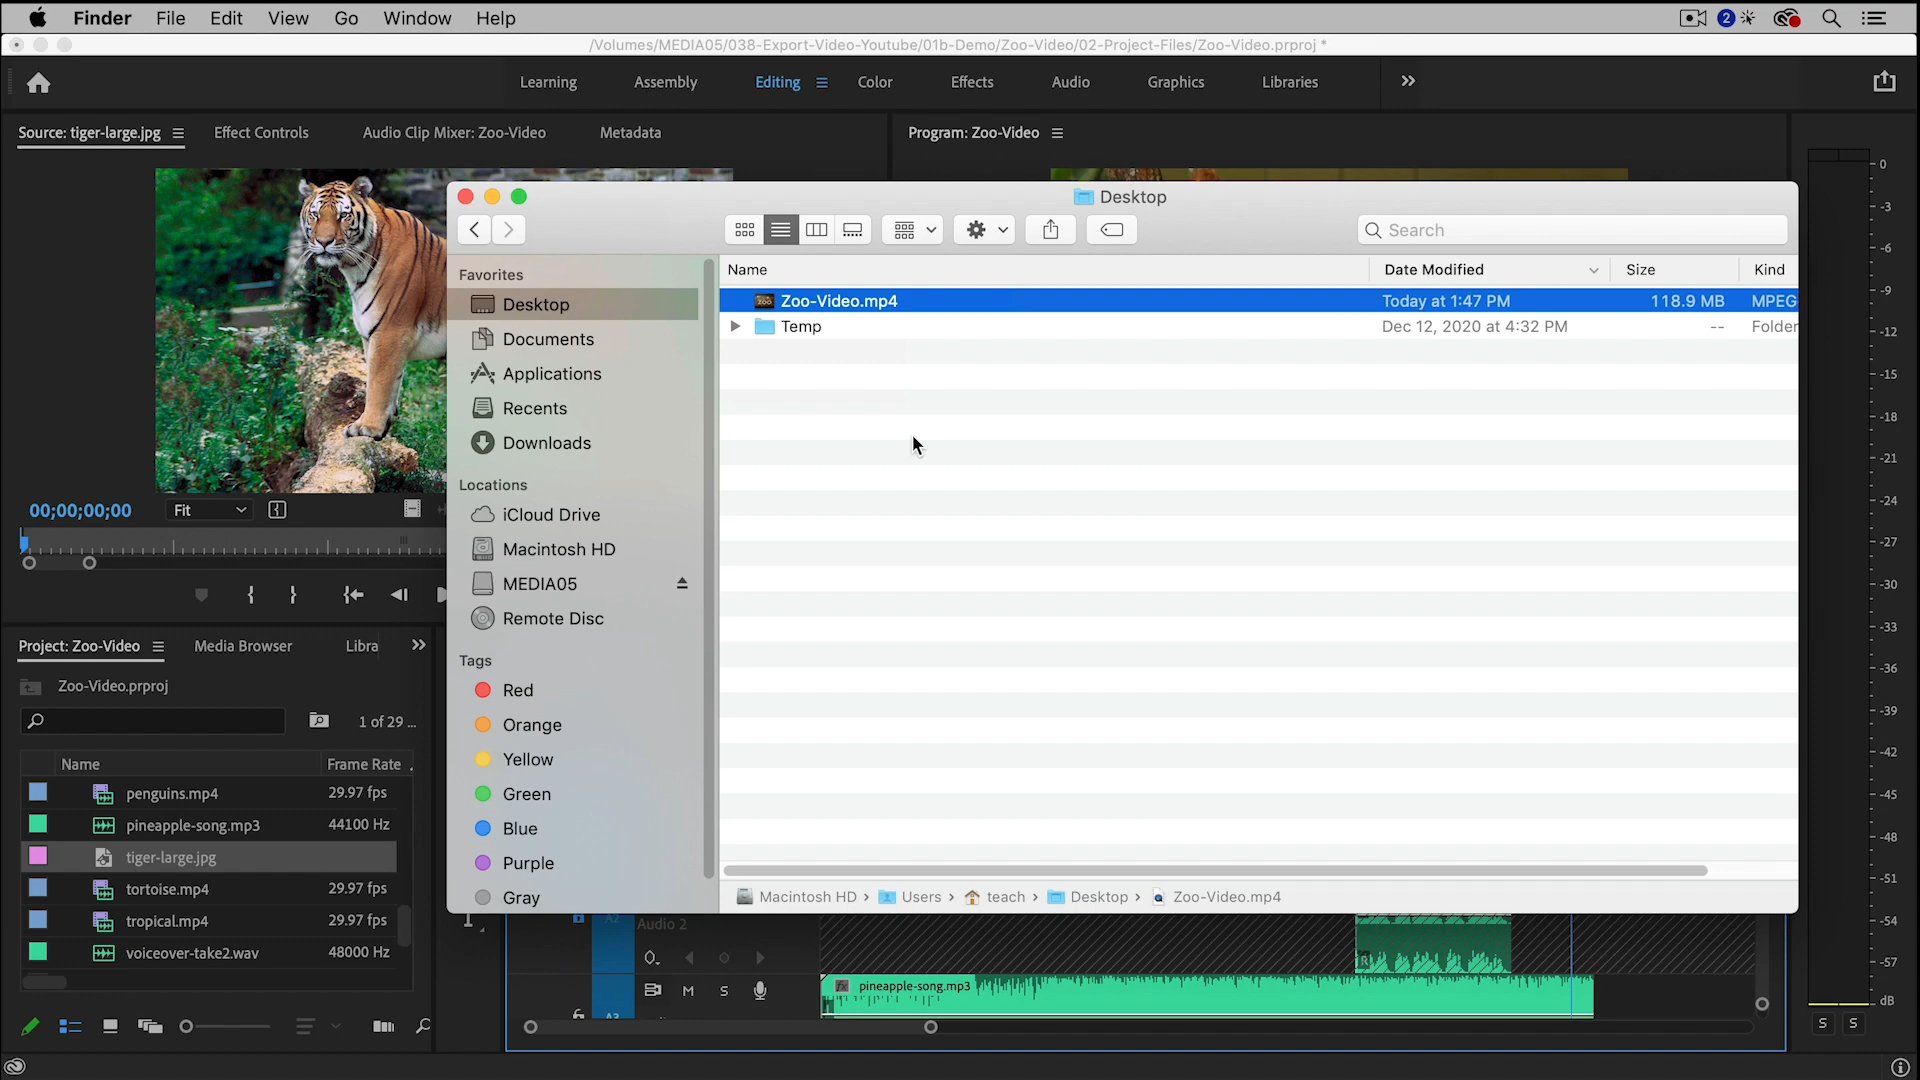 Finder File Edit View Go Window Help
2
/Volumes/MEDIA05/038-Export-Video-Youtube/01b-Demo/Zoo-Video/02-Project-Files/Zoo-Video.prproj *
Learning Assembly Editing Color Effects Audio Graphics Libraries
Source: tiger-large.jpg Effect Controls Audio Clip Mixer: Zoo-Video Metadata
Program: Zoo-Video
Desktop
Search
Favorites
Desktop
Documents
Applications
Recents
Downloads
Locations
iCloud Drive
Macintosh HD
MEDIA05
Remote Disc
Tags
Red
Orange
Yellow
Green
Blue
Purple
Gray
Name Date Modified Size Kind
Zoo-Video.mp4 Today at 1:47 PM 118.9 MB MPEG
Temp Dec 12, 2020 at 4:32 PM -- Folder
Macintosh HD › Users › teach › Desktop › Zoo-Video.mp4
00;00;00;00 Fit
Project: Zoo-Video Media Browser Libra
Zoo-Video.prproj
1 of 29 ...
Name Frame Rate
penguins.mp4 29.97 fps
pineapple-song.mp3 44100 Hz
tiger-large.jpg
tortoise.mp4 29.97 fps
tropical.mp4 29.97 fps
voiceover-take2.wav 48000 Hz
A2 Audio 2
R
M S
fx pineapple-song.mp3
A3
0
-3
-6
-9
-12
-15
-18
-21
-24
-27
-30
-33
-36
-39
-42
-45
-48
-51
-54
-57
dB
S S